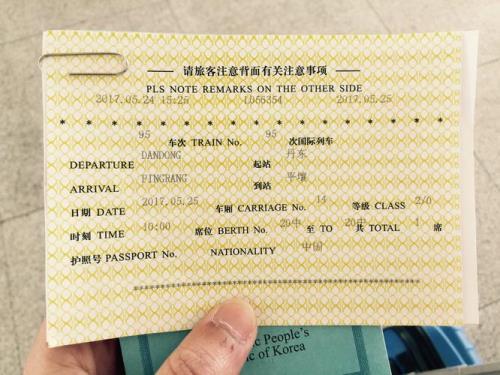 请旅客注意背面有关注意事项
PLS NOTE REMARKS ON THE OTHER SIDE
2017.05.24 15:25 L056354 2017.05.25
* * * * * * * * * * * * * * * * *
95 车次 TRAIN No. 95 次国际列车
DEPARTURE DANDONG 起站 丹东
ARRIVAL PINGRANG 到站 平壤
日期 DATE 2017.05.25 车厢 CARRIAGE No. 14 等级 CLASS 2/0
时刻 TIME 10:00 席位 BERTH No. 20中 至 TO 20中 共 TOTAL 1 席
护照号 PASSPORT No. NATIONALITY 中国
ic People's
ic of Korea